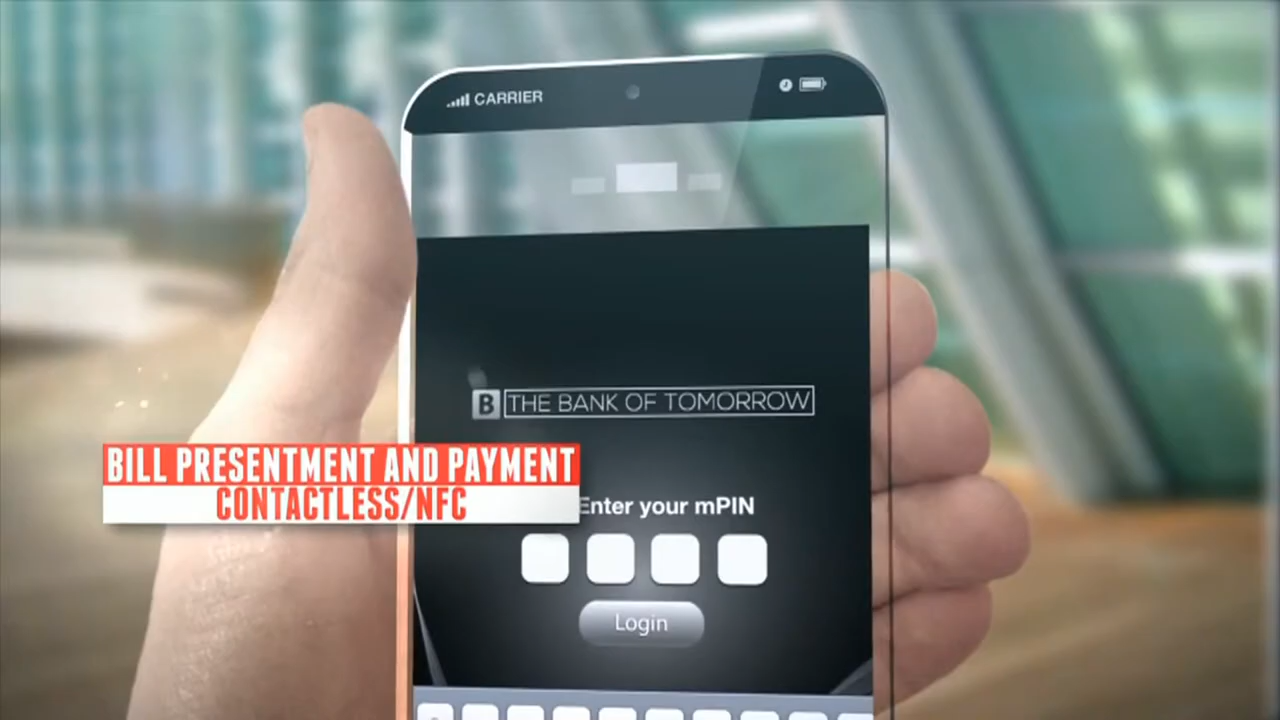 CARRIER
B THE BANK OF TOMORROW
BILL PRESENTMENT AND PAYMENT
CONTACTLESS/NFC
Enter your mPIN
Login